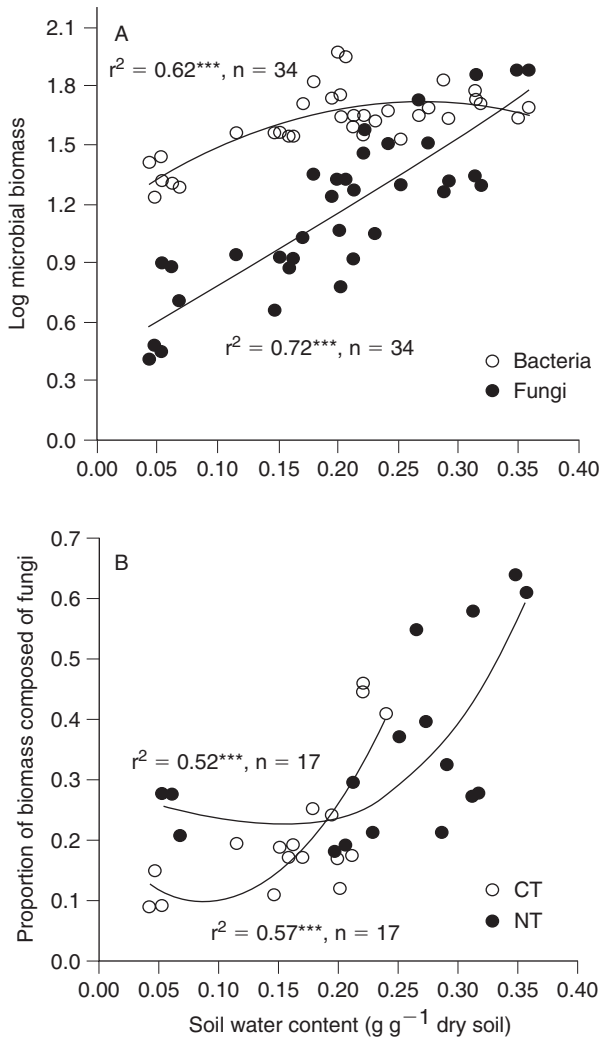 2.1
A
r² = 0.62***, n = 34
1.8
1.5
1.2
0.9
0.6
0.3
0.0
Log microbial biomass
r² = 0.72***, n = 34
Bacteria
Fungi
0.00 0.05 0.10 0.15 0.20 0.25 0.30 0.35 0.40
0.7
B
0.6
0.5
0.4
0.3
0.2
0.1
0.0
Proportion of biomass composed of fungi
r² = 0.52***, n = 17
CT
NT
r² = 0.57***, n = 17
0.00 0.05 0.10 0.15 0.20 0.25 0.30 0.35 0.40
Soil water content (g g⁻¹ dry soil)